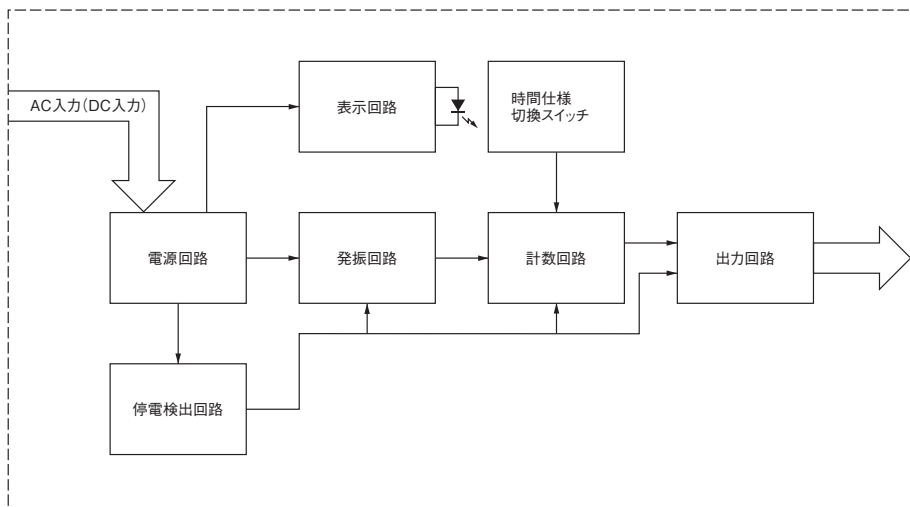 AC入力(DC入力)
表示回路
時間仕様
切換スイッチ
電源回路
発振回路
計数回路
出力回路
停電検出回路